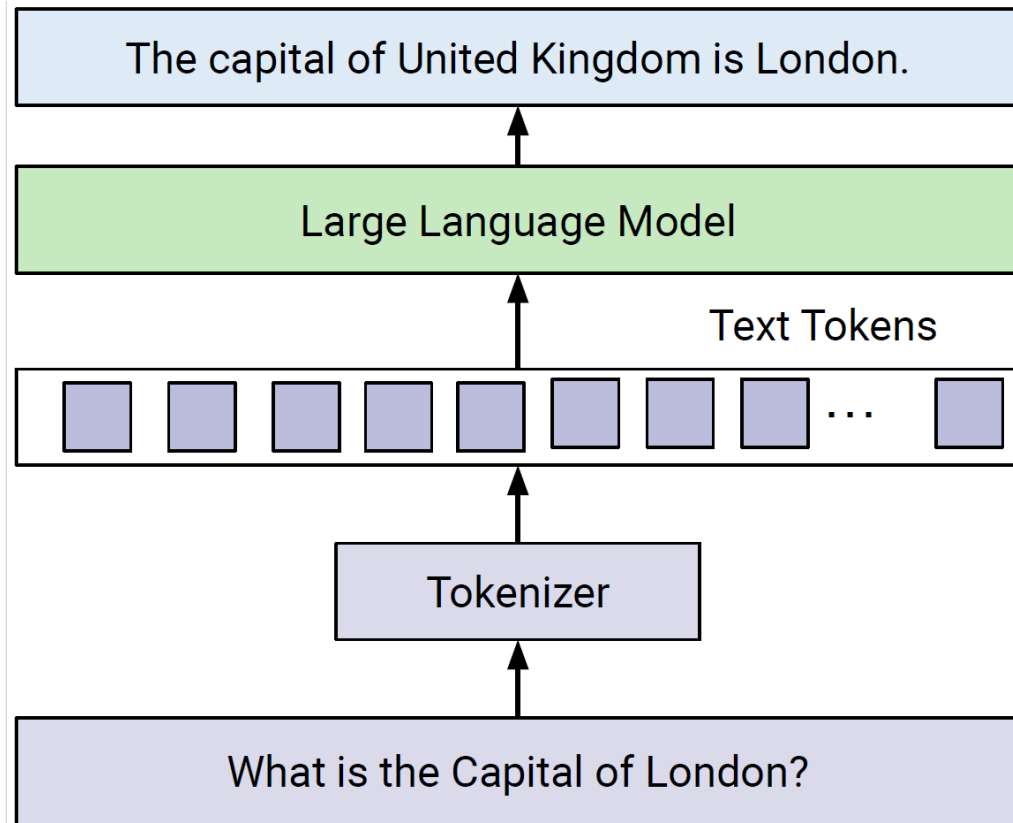 The capital of United Kingdom is London.
Large Language Model
Text Tokens
...
Tokenizer
What is the Capital of London?